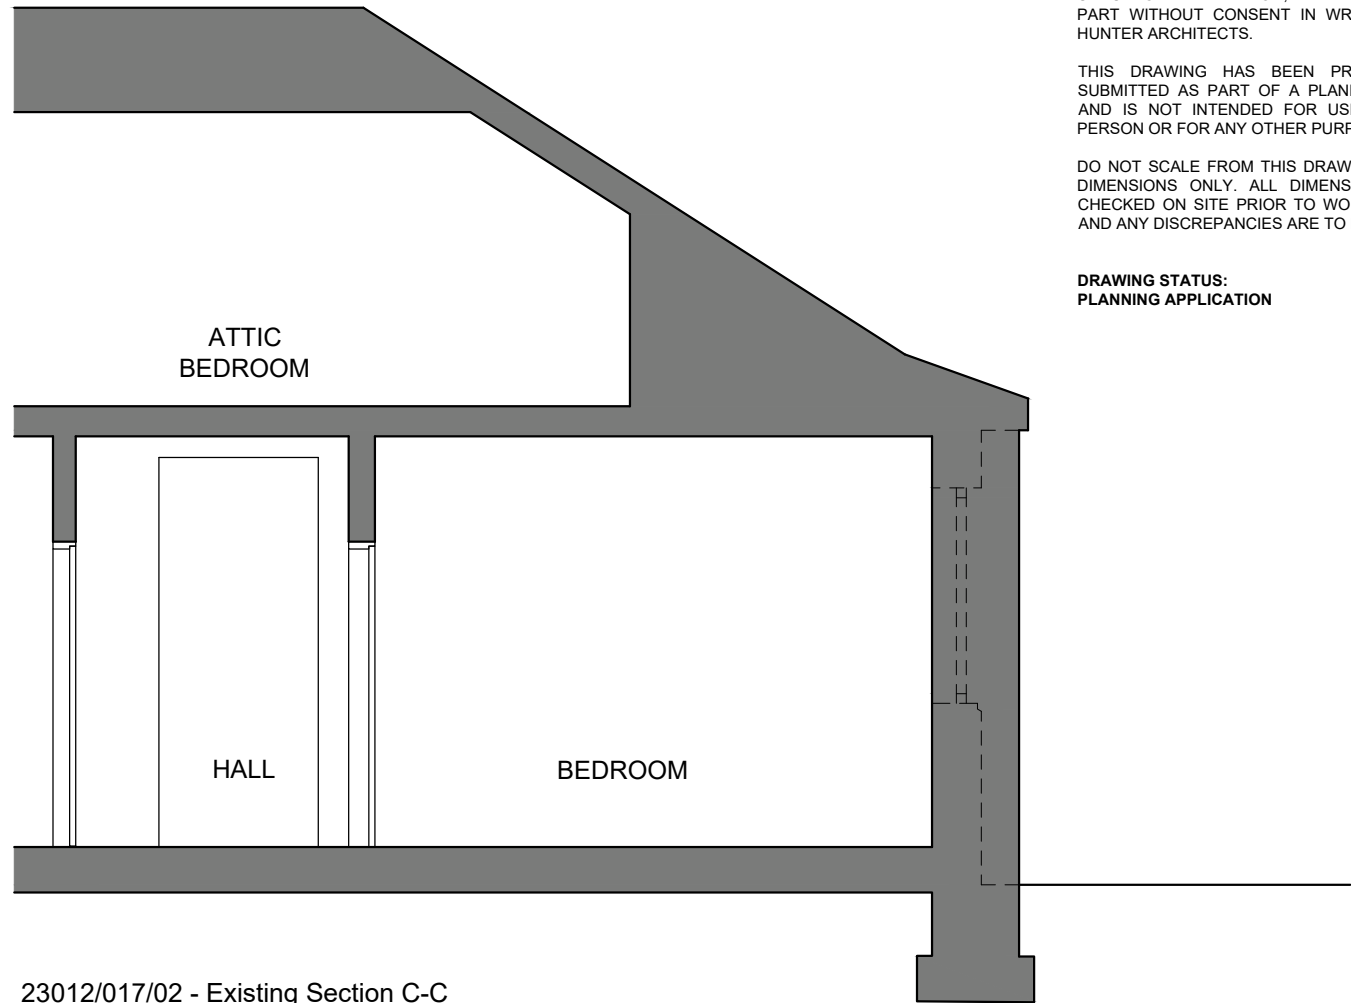 PART WITHOUT CONSENT IN WR
HUNTER ARCHITECTS.
THIS DRAWING HAS BEEN PR
SUBMITTED AS PART OF A PLAN
AND IS NOT INTENDED FOR US
PERSON OR FOR ANY OTHER PUR
DO NOT SCALE FROM THIS DRAW
DIMENSIONS ONLY. ALL DIMENS
CHECKED ON SITE PRIOR TO WO
AND ANY DISCREPANCIES ARE TO
DRAWING STATUS:
PLANNING APPLICATION
ATTIC
BEDROOM
HALL
BEDROOM
23012/017/02 - Existing Section C-C